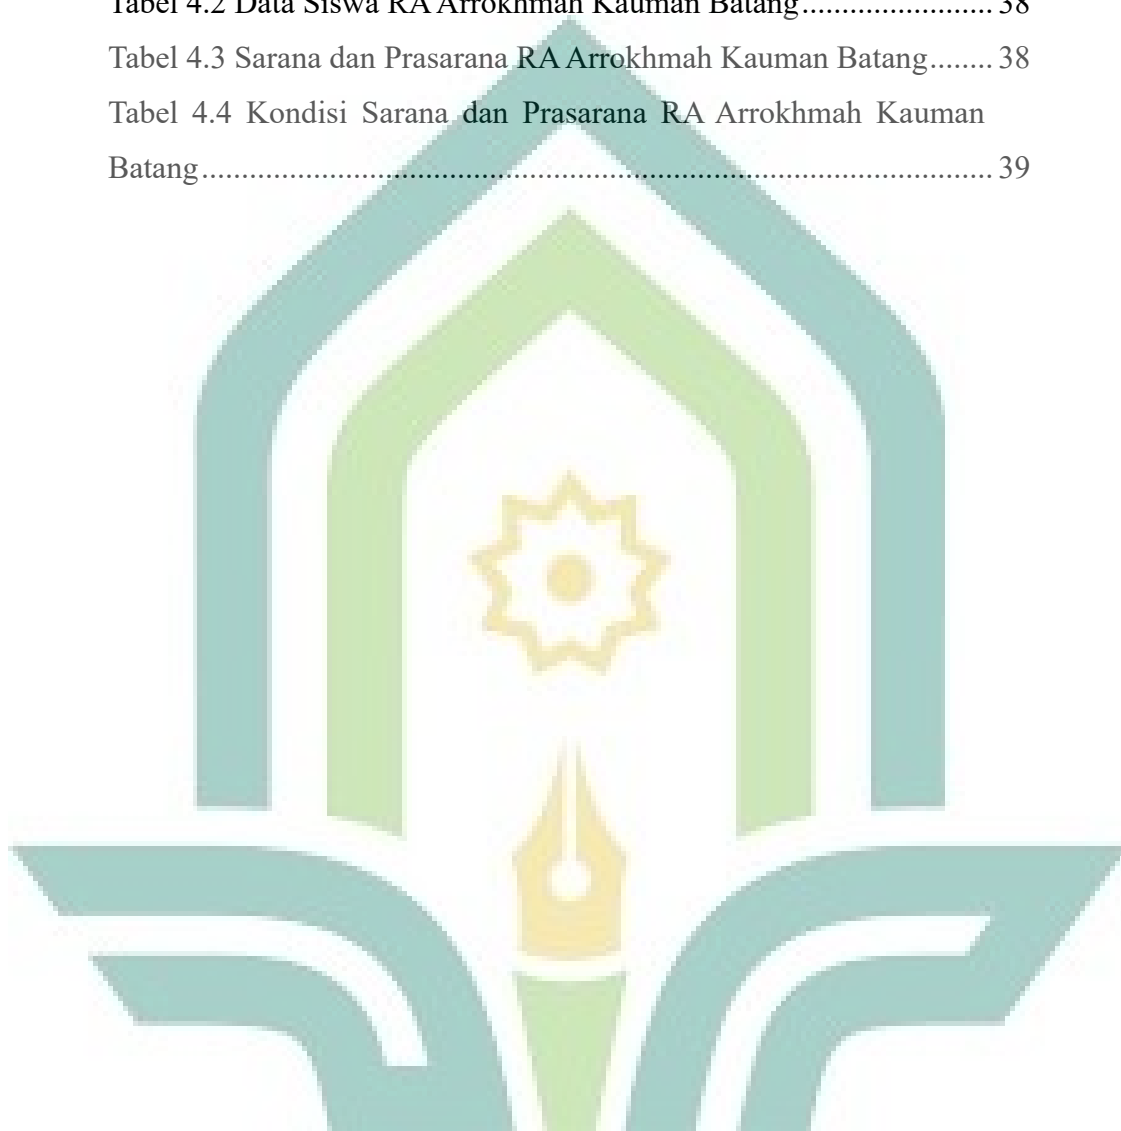 Tabel 4.2 Data Siswa RA Arrokhmah Kauman Batang........................ 38
Tabel 4.3 Sarana dan Prasarana RA Arrokhmah Kauman Batang........ 38
Tabel 4.4 Kondisi Sarana dan Prasarana RA Arrokhmah Kauman
Batang................................................................................................... 39